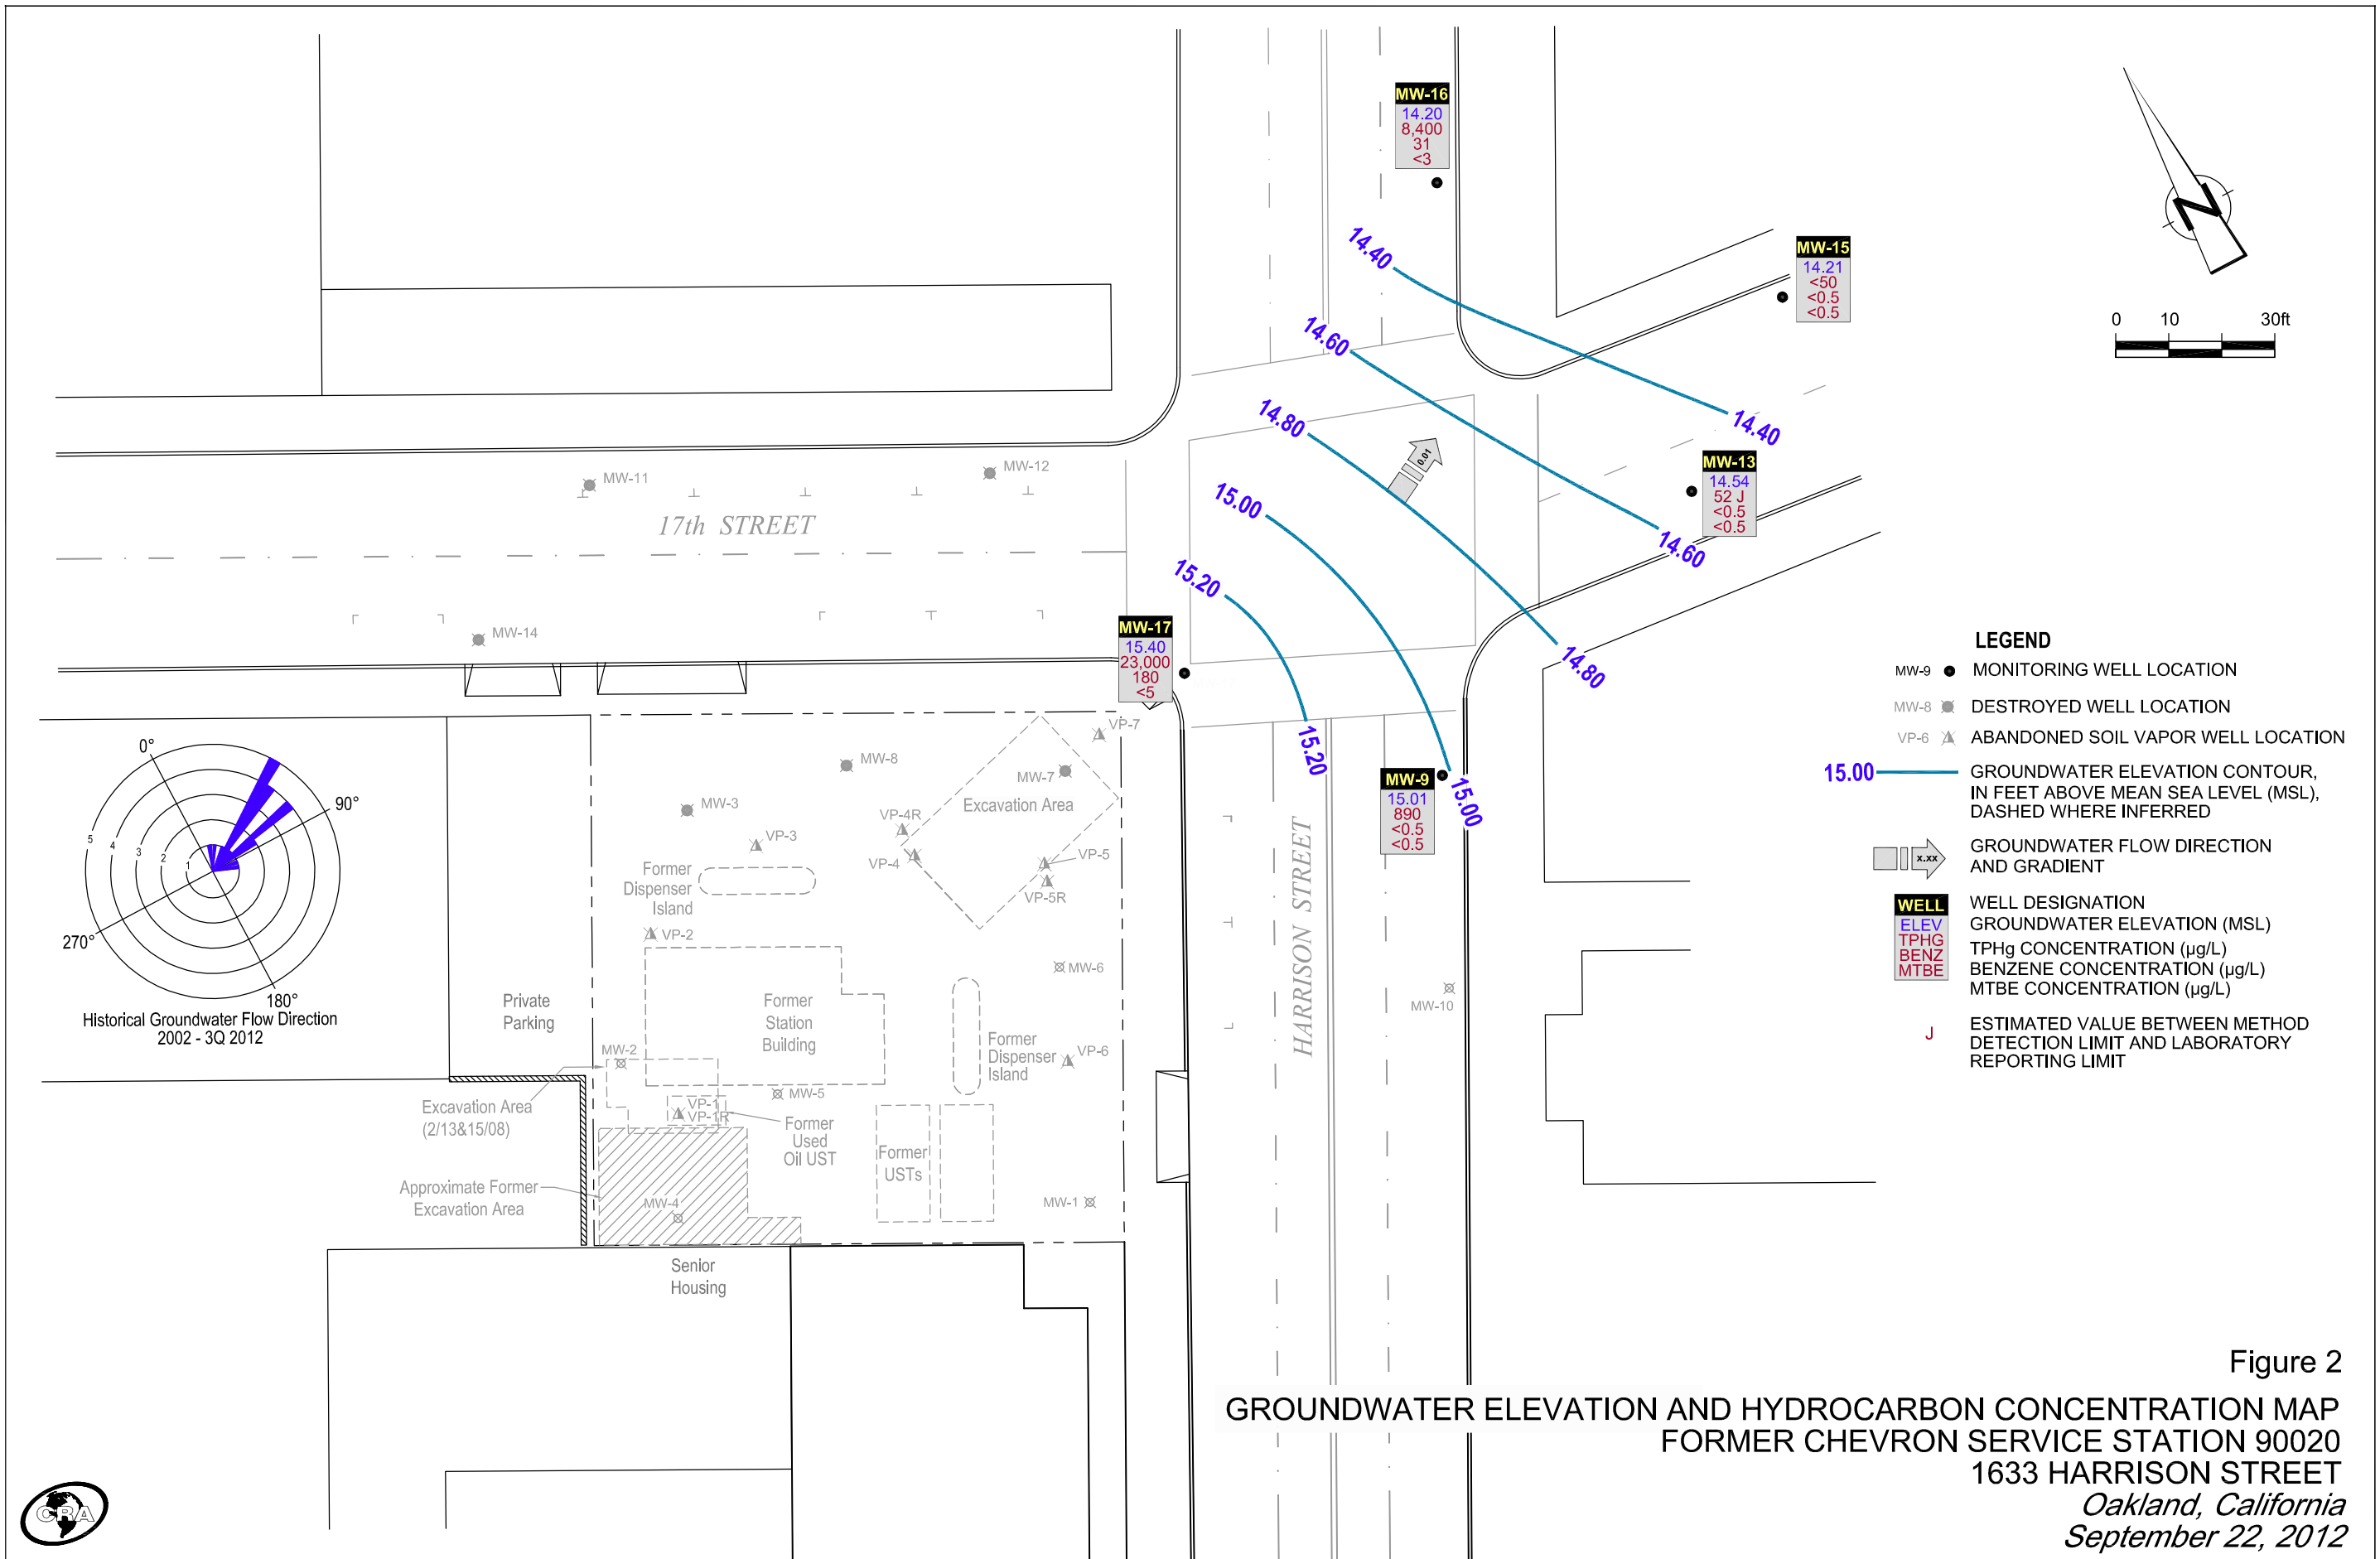 MW-16
14.20
8,400
31
<3
MW-15
14.21
<50
<0.5
<0.5
N
0 10 30ft
14.40
14.60
14.80
15.00
15.20
0.01
14.40
MW-13
14.54
52 J
<0.5
<0.5
14.60
14.80
15.20
15.00
MW-11
MW-12
17th STREET
MW-14
MW-17
15.40
23,000
180
<5
MW-9
15.01
890
<0.5
<0.5
HARRISON STREET
MW-10
0°
90°
180°
270°
5
4
3
2
1
Historical Groundwater Flow Direction
2002 - 3Q 2012
VP-7
MW-8
MW-7
Excavation Area
MW-3
VP-4R
VP-3
VP-4
VP-5
VP-5R
Former
Dispenser
Island
VP-2
MW-6
Private
Parking
Former
Station
Building
Former
Dispenser
Island
VP-6
MW-2
MW-5
VP-1
VP-1R
Excavation Area
(2/13&15/08)
Former
Used
Oil UST
Former
USTs
Approximate Former
Excavation Area
MW-4
MW-1
Senior
Housing
LEGEND
MW-9 MONITORING WELL LOCATION
MW-8 DESTROYED WELL LOCATION
VP-6 ABANDONED SOIL VAPOR WELL LOCATION
15.00 GROUNDWATER ELEVATION CONTOUR,
IN FEET ABOVE MEAN SEA LEVEL (MSL),
DASHED WHERE INFERRED
x.xx GROUNDWATER FLOW DIRECTION
AND GRADIENT
WELL WELL DESIGNATION
ELEV GROUNDWATER ELEVATION (MSL)
TPHG TPHg CONCENTRATION (µg/L)
BENZ BENZENE CONCENTRATION (µg/L)
MTBE MTBE CONCENTRATION (µg/L)
J ESTIMATED VALUE BETWEEN METHOD
DETECTION LIMIT AND LABORATORY
REPORTING LIMIT
Figure 2
GROUNDWATER ELEVATION AND HYDROCARBON CONCENTRATION MAP
FORMER CHEVRON SERVICE STATION 90020
1633 HARRISON STREET
Oakland, California
September 22, 2012
CRA